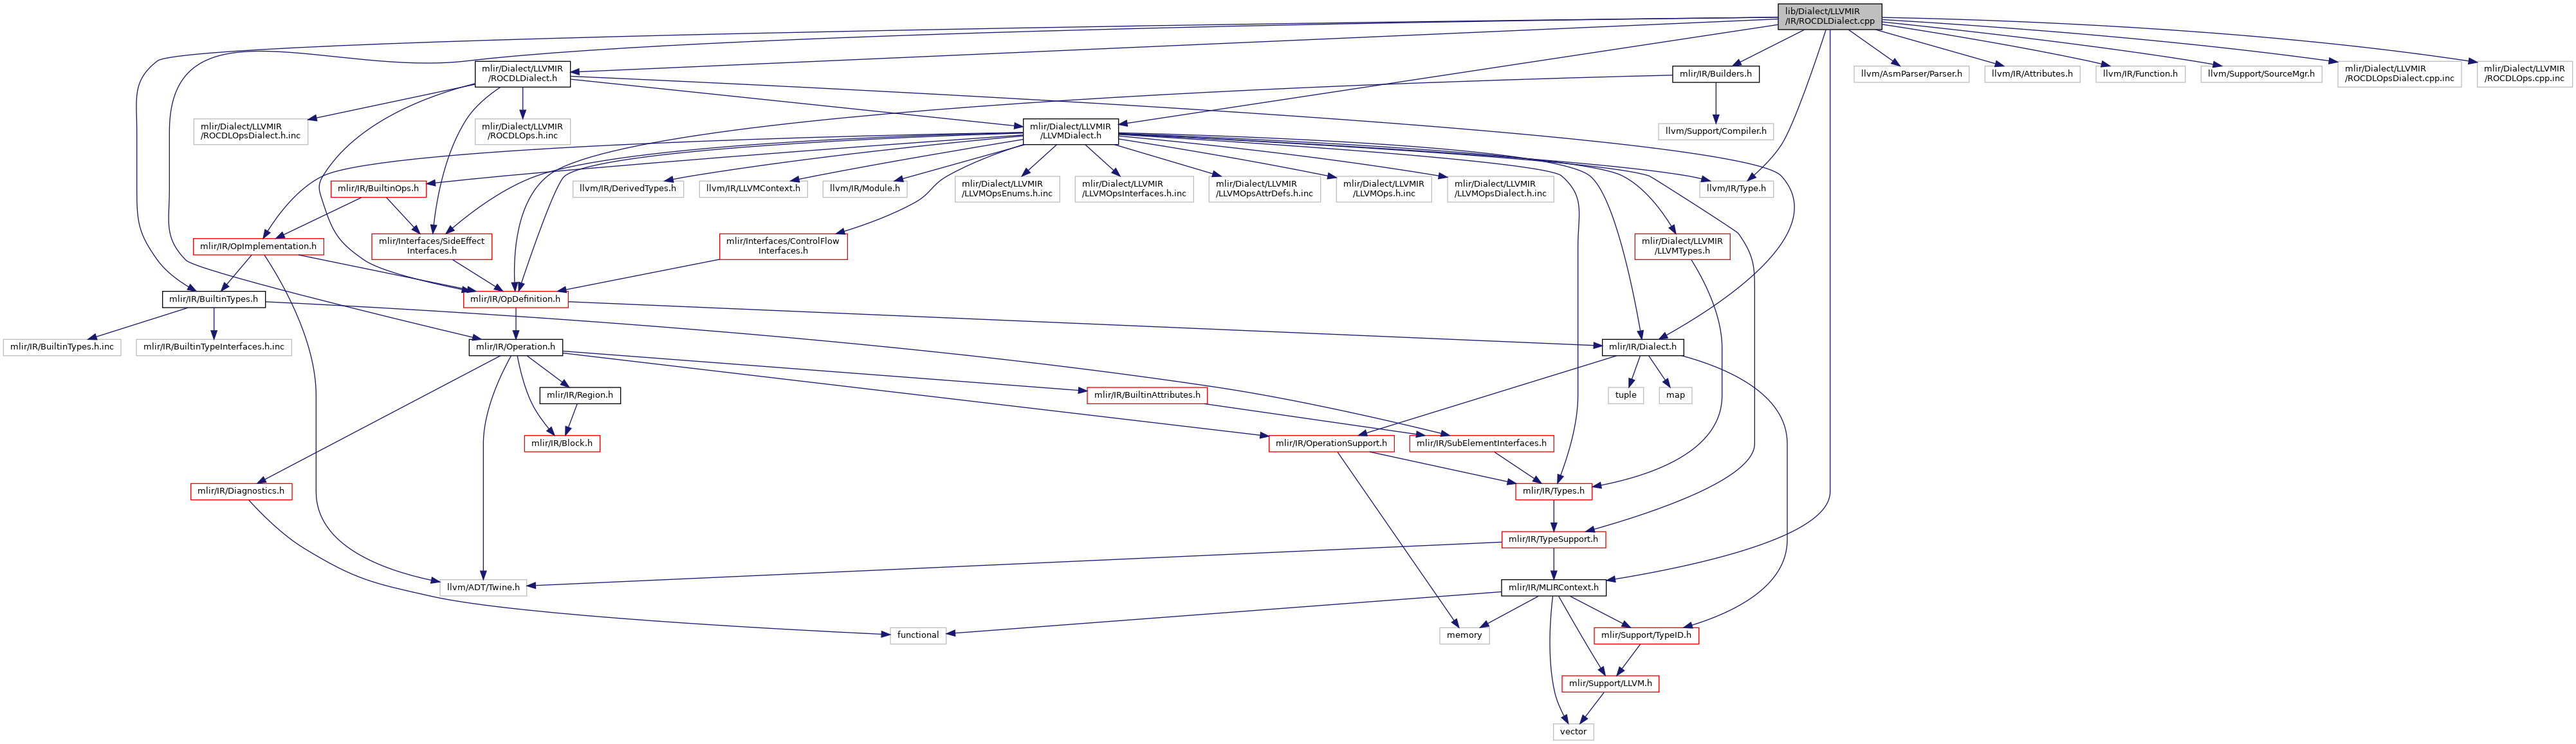 lib/Dialect/LLVMIR
/IR/ROCDLDialect.cpp
mlir/Dialect/LLVMIR
/ROCDLDialect.h
mlir/IR/Builders.h
llvm/AsmParser/Parser.h
llvm/IR/Attributes.h
llvm/IR/Function.h
llvm/Support/SourceMgr.h
mlir/Dialect/LLVMIR
/ROCDLOpsDialect.cpp.inc
mlir/Dialect/LLVMIR
/ROCDLOps.cpp.inc
mlir/Dialect/LLVMIR
/ROCDLOpsDialect.h.inc
mlir/Dialect/LLVMIR
/ROCDLOps.h.inc
mlir/Dialect/LLVMIR
/LLVMDialect.h
llvm/Support/Compiler.h
mlir/IR/BuiltinOps.h
llvm/IR/DerivedTypes.h
llvm/IR/LLVMContext.h
llvm/IR/Module.h
mlir/Dialect/LLVMIR
/LLVMOpsEnums.h.inc
mlir/Dialect/LLVMIR
/LLVMOpsInterfaces.h.inc
mlir/Dialect/LLVMIR
/LLVMOpsAttrDefs.h.inc
mlir/Dialect/LLVMIR
/LLVMOps.h.inc
mlir/Dialect/LLVMIR
/LLVMOpsDialect.h.inc
llvm/IR/Type.h
mlir/IR/OpImplementation.h
mlir/Interfaces/SideEffect
Interfaces.h
mlir/Interfaces/ControlFlow
Interfaces.h
mlir/Dialect/LLVMIR
/LLVMTypes.h
mlir/IR/BuiltinTypes.h
mlir/IR/OpDefinition.h
mlir/IR/BuiltinTypes.h.inc
mlir/IR/BuiltinTypeInterfaces.h.inc
mlir/IR/Operation.h
mlir/IR/Dialect.h
mlir/IR/Region.h
mlir/IR/BuiltinAttributes.h
tuple
map
mlir/IR/Block.h
mlir/IR/OperationSupport.h
mlir/IR/SubElementInterfaces.h
mlir/IR/Diagnostics.h
mlir/IR/Types.h
mlir/IR/TypeSupport.h
llvm/ADT/Twine.h
mlir/IR/MLIRContext.h
functional
memory
mlir/Support/TypeID.h
mlir/Support/LLVM.h
vector